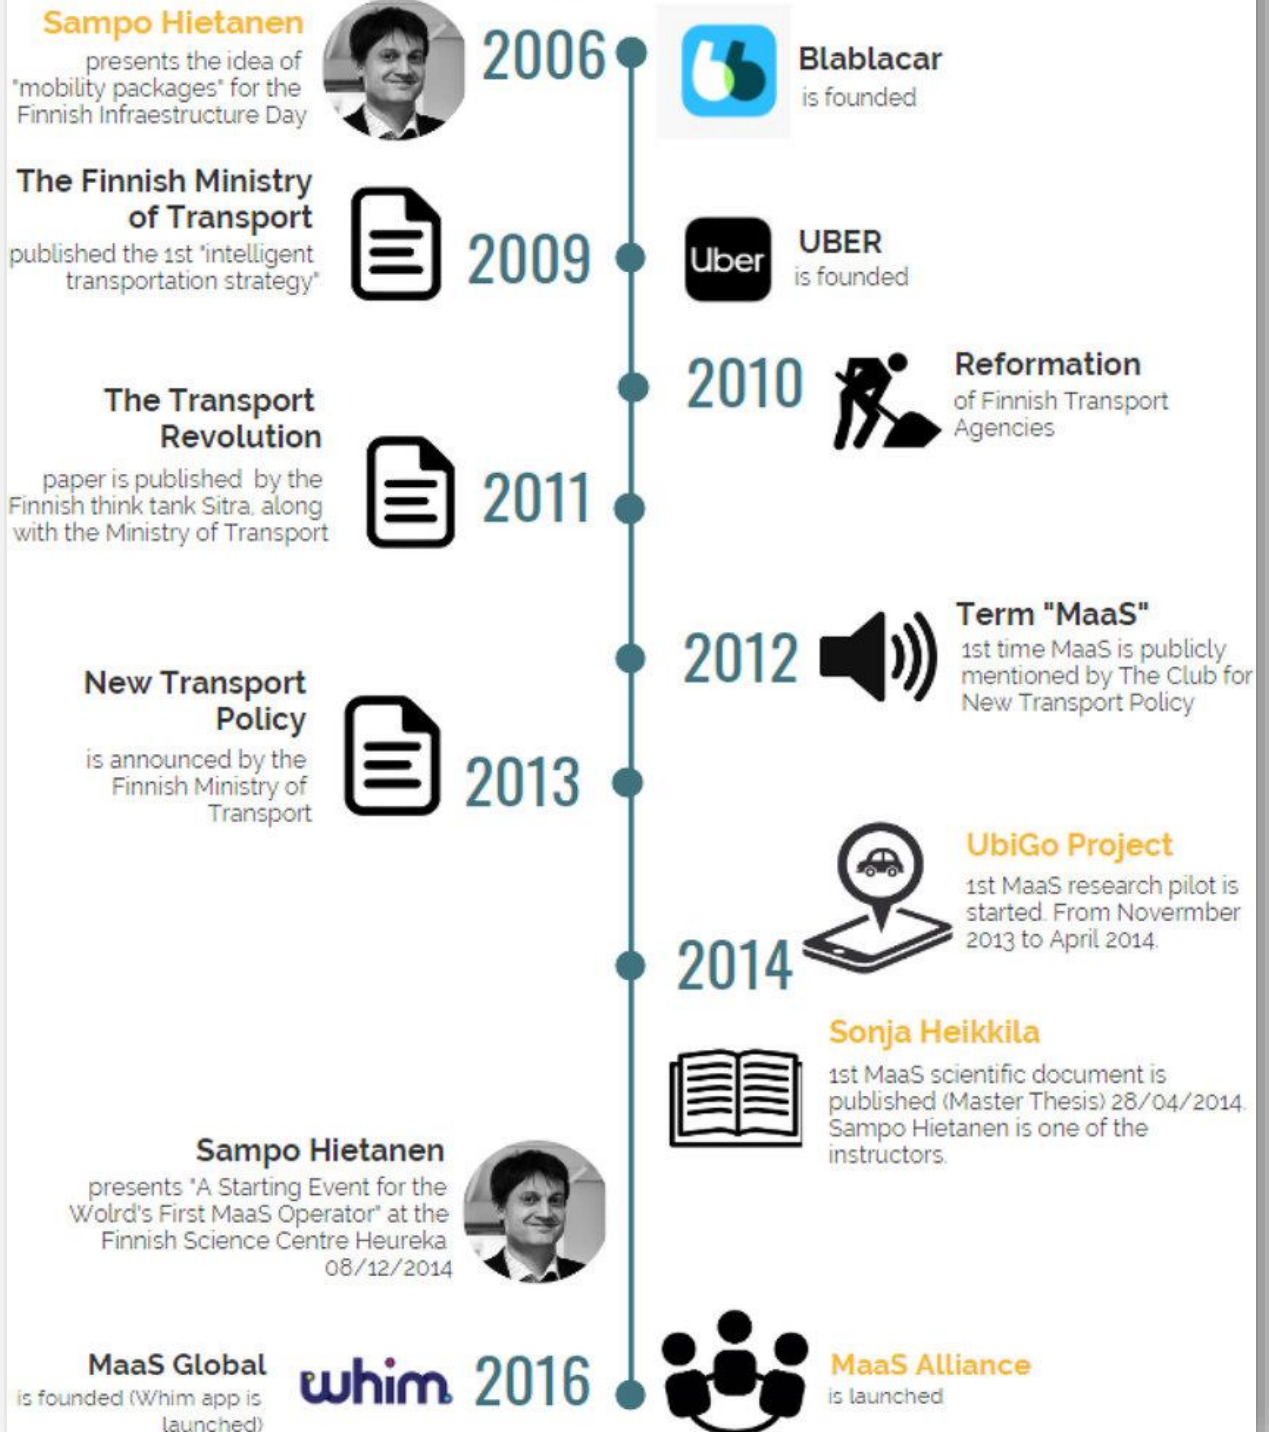 Sampo Hietanen
presents the idea of
"mobility packages" for the
Finnish Infraestructure Day
2006
Blablacar
is founded
The Finnish Ministry
of Transport
published the 1st "intelligent
transportation strategy"
2009
Uber
UBER
is founded
2010
Reformation
of Finnish Transport
Agencies
The Transport
Revolution
paper is published by the
Finnish think tank Sitra, along
with the Ministry of Transport
2011
2012
Term "MaaS"
1st time MaaS is publicly
mentioned by The Club for
New Transport Policy
New Transport
Policy
is announced by the
Finnish Ministry of
Transport
2013
2014
UbiGo Project
1st MaaS research pilot is
started. From Novermber
2013 to April 2014.
Sonja Heikkila
1st MaaS scientific document is
published (Master Thesis) 28/04/2014.
Sampo Hietanen is one of the
instructors.
Sampo Hietanen
presents "A Starting Event for the
Wolrd's First MaaS Operator" at the
Finnish Science Centre Heureka
08/12/2014
MaaS Global
is founded (Whim app is
launched)
whim
2016
MaaS Alliance
is launched